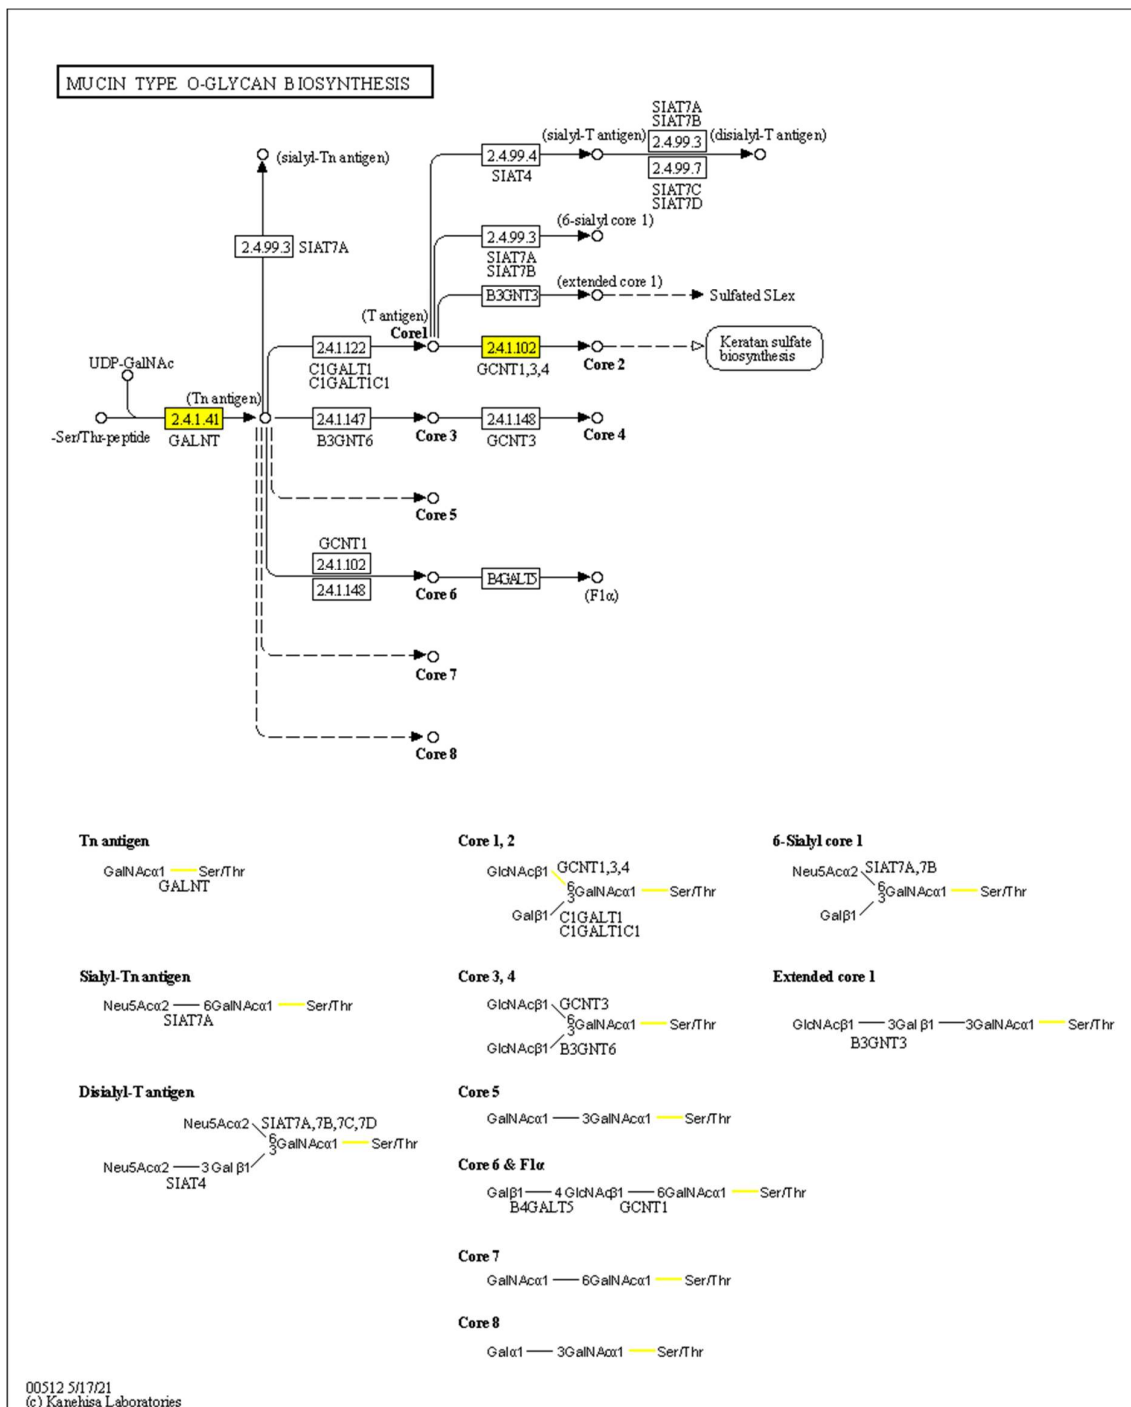 MUCIN TYPE O-GLYCAN BIOSYNTHESIS
SIAT7A
SIAT7B
(sialyl-Tn antigen)
2.4.99.4
SIAT4
(sialyl-T antigen)
2.4.99.3
(disialyl-T antigen)
2.4.99.7
SIAT7C
SIAT7D
2.4.99.3 SIAT7A
2.4.99.3
SIAT7A
SIAT7B
(6-sialyl core 1)
B3GNT3
(extended core 1)
Sulfated SLex
(T antigen)
Core1
2.4.1.122
C1GALT1
C1GALT1C1
2.4.1.102
GCNT1,3,4
Core 2
Keratan sulfate
biosynthesis
UDP-GalNAc
(Tn antigen)
-Ser/Thr-peptide
2.4.1.41
GALNT
2.4.1.147
B3GNT6
Core 3
2.4.1.148
GCNT3
Core 4
Core 5
GCNT1
2.4.1.102
2.4.1.148
Core 6
B4GALT5
(F1α)
Core 7
Core 8
Tn antigen
GalNAcα1 Ser/Thr
GALNT
Core 1, 2
GlcNAcβ1 GCNT1,3,4
6
3GalNAcα1 Ser/Thr
Galβ1 C1GALT1
C1GALT1C1
6-Sialyl core 1
Neu5Acα2 SIAT7A,7B
6
3GalNAcα1 Ser/Thr
Galβ1
Sialyl-Tn antigen
Neu5Acα2 6GalNAcα1 Ser/Thr
SIAT7A
Core 3, 4
GlcNAcβ1 GCNT3
6
3GalNAcα1 Ser/Thr
GlcNAcβ1 B3GNT6
Extended core 1
GlcNAcβ1 3Gal β1 3GalNAcα1 Ser/Thr
B3GNT3
Disialyl-T antigen
Neu5Acα2 SIAT7A,7B,7C,7D
6
3GalNAcα1 Ser/Thr
Neu5Acα2 3Gal β1
SIAT4
Core 5
GalNAcα1 3GalNAcα1 Ser/Thr
Core 6 & F1α
Galβ1 4 GlcNAcβ1 6GalNAcα1 Ser/Thr
B4GALT5 GCNT1
Core 7
GalNAcα1 6GalNAcα1 Ser/Thr
Core 8
Galα1 3GalNAcα1 Ser/Thr
00512 5/17/21
(c) Kanehisa Laboratories